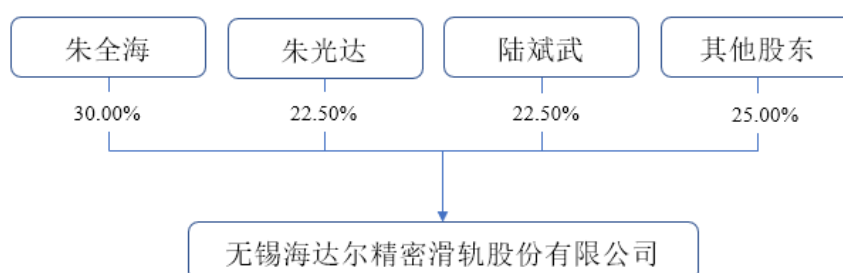 朱全海 朱光达 陆斌武 其他股东
30.00% 22.50% 22.50% 25.00%
无锡海达尔精密滑轨股份有限公司